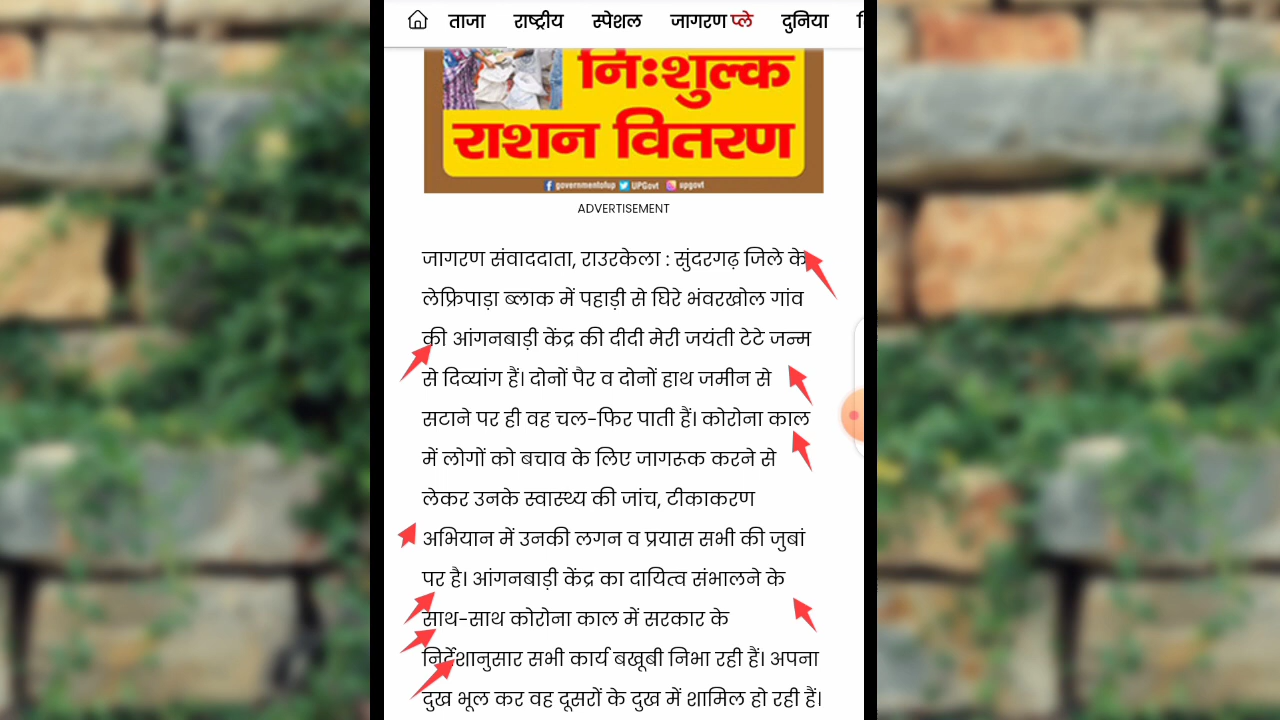 ताजा राष्ट्रीय स्पेशल जागरण प्ले दुनिया
निःशुल्क
राशन वितरण
governmentofup UPGovt upgovt
ADVERTISEMENT
जागरण संवाददाता, राउरकेला : सुंदरगढ़ जिले के
लेफ्रिपाड़ा ब्लाक में पहाड़ी से घिरे भंवरखोल गांव
की आंगनबाड़ी केंद्र की दीदी मेरी जयंती टेटे जन्म
से दिव्यांग हैं। दोनों पैर व दोनों हाथ जमीन से
सटाने पर ही वह चल-फिर पाती हैं। कोरोना काल
में लोगों को बचाव के लिए जागरूक करने से
लेकर उनके स्वास्थ्य की जांच, टीकाकरण
अभियान में उनकी लगन व प्रयास सभी की जुबां
पर है। आंगनबाड़ी केंद्र का दायित्व संभालने के
साथ-साथ कोरोना काल में सरकार के
निर्देशानुसार सभी कार्य बखूबी निभा रही हैं। अपना
दुख भूल कर वह दूसरों के दुख में शामिल हो रही हैं।